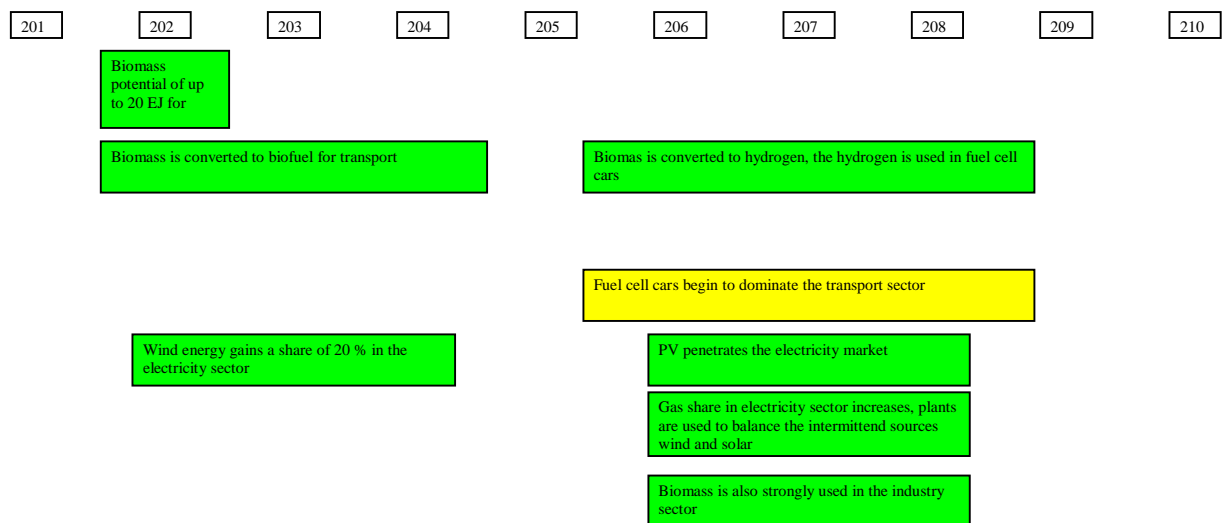 201 202 203 204 205 206 207 208 209 210
Biomass
potential of up
to 20 EJ for
Biomass is converted to biofuel for transport
Biomas is converted to hydrogen, the hydrogen is used in fuel cell
cars
Fuel cell cars begin to dominate the transport sector
Wind energy gains a share of 20 % in the
electricity sector
PV penetrates the electricity market
Gas share in electricity sector increases, plants
are used to balance the intermittend sources
wind and solar
Biomass is also strongly used in the industry
sector